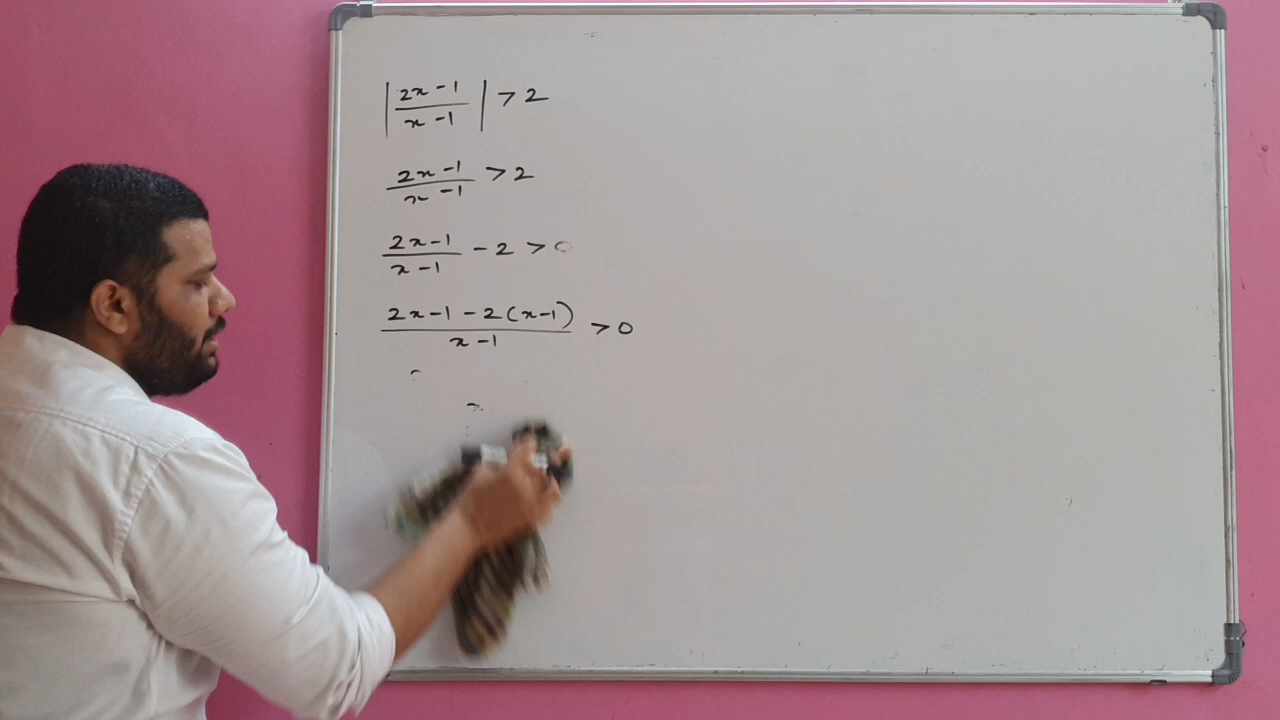 |(2x-1)/(x-1)| > 2
(2x-1)/(x-1) > 2
(2x-1)/(x-1) - 2 > 0
(2x-1-2(x-1))/(x-1) > 0